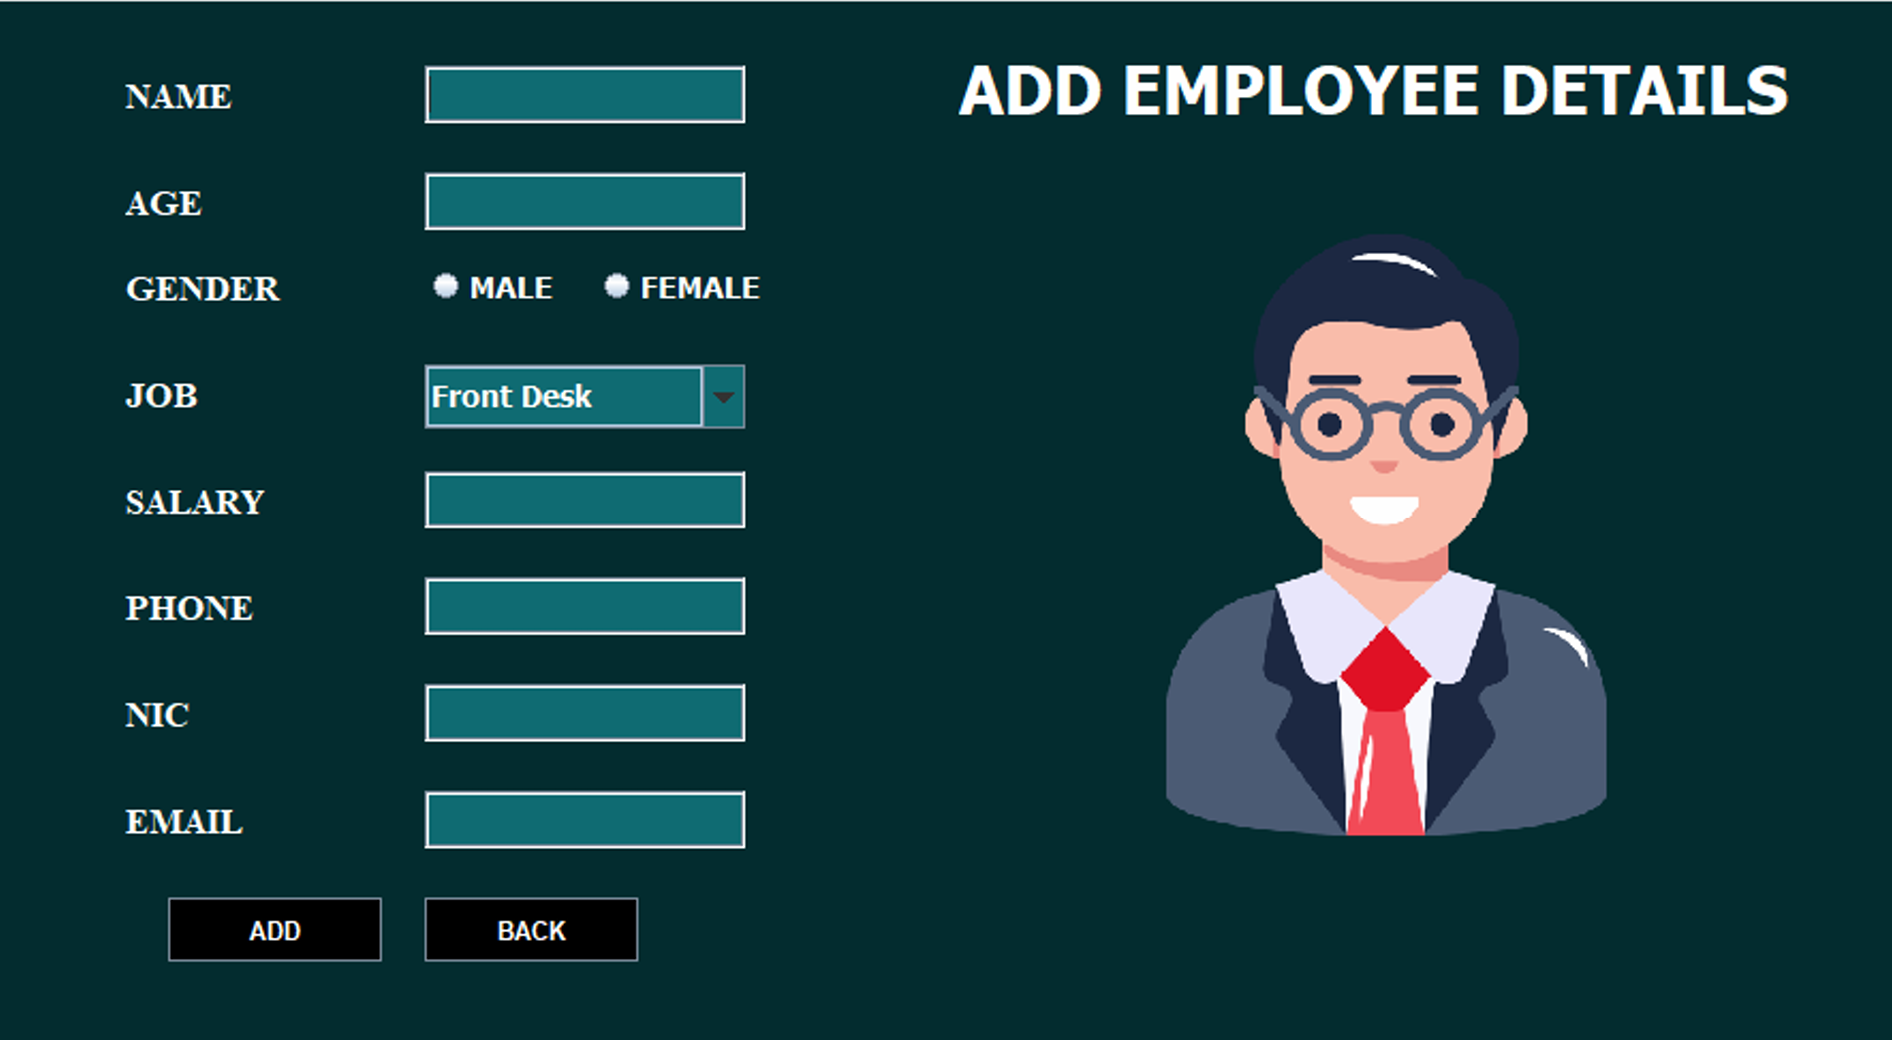 ADD EMPLOYEE DETAILS
NAME
AGE
GENDER MALE FEMALE
JOB Front Desk
SALARY
PHONE
NIC
EMAIL
ADD BACK